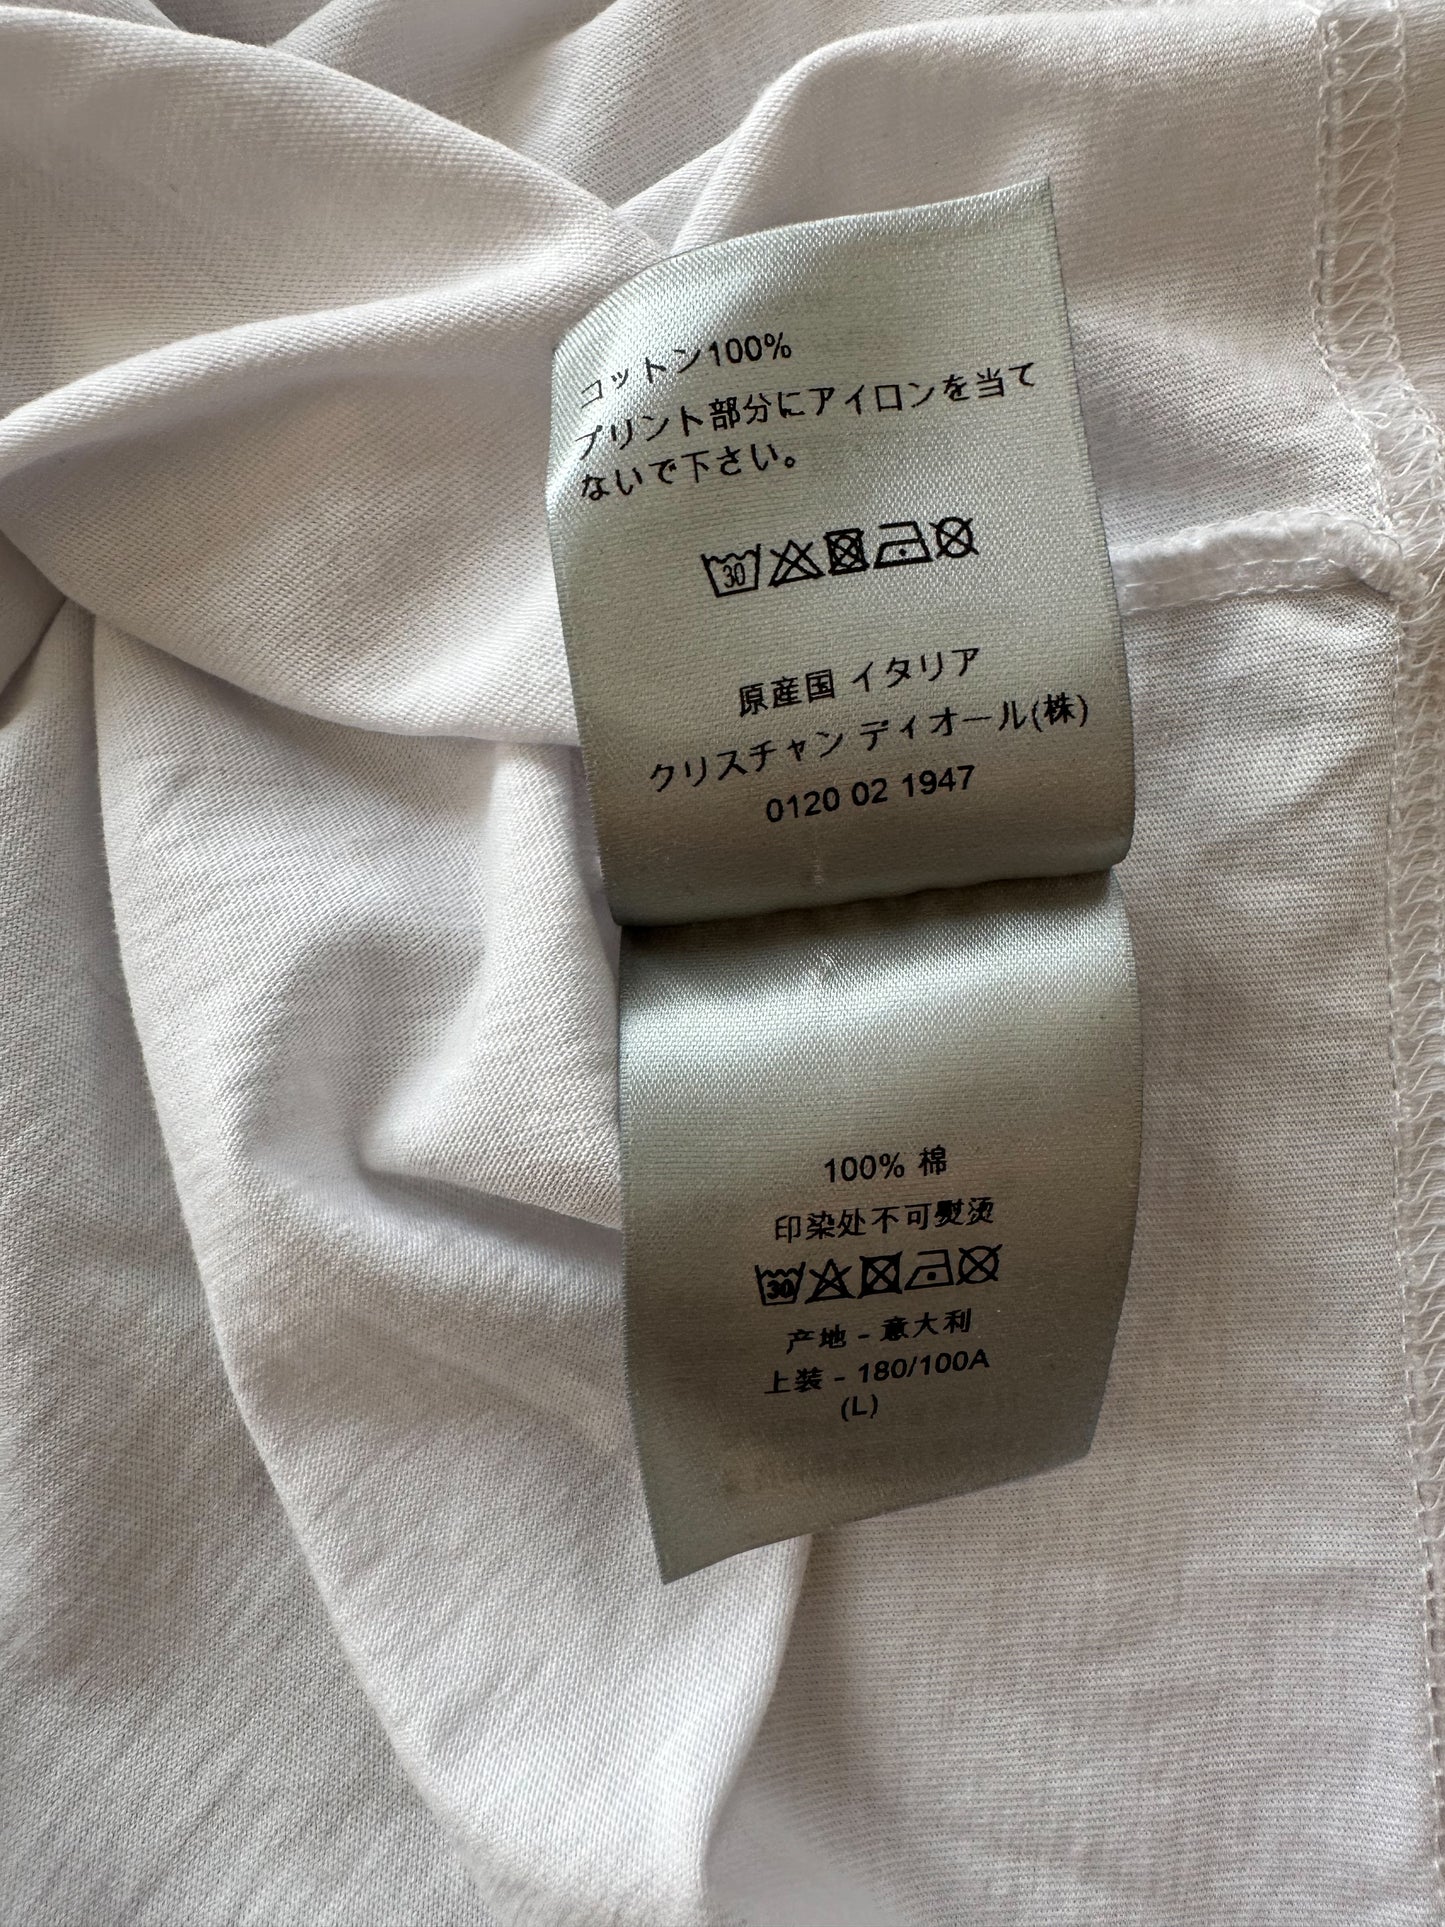 コットン100%
プリント部分にアイロンを当て
ないで下さい。
30
原産国 イタリア
クリスチャン ディオール(株)
0120 02 1947
100% 棉
印染处不可熨烫
30
产地 - 意大利
上装 - 180/100A
(L)